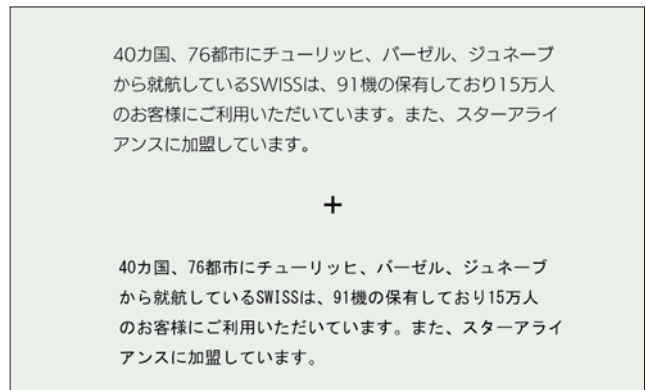 40カ国、76都市にチューリッヒ、バーゼル、ジュネーブ
から就航しているSWISSは、91機の保有しており15万人
のお客様にご利用いただいています。また、スターアライ
アンスに加盟しています。
+
40カ国、76都市にチューリッヒ、バーゼル、ジュネーブ
から就航しているSWISSは、91機の保有しており15万人
のお客様にご利用いただいています。また、スターアライ
アンスに加盟しています。